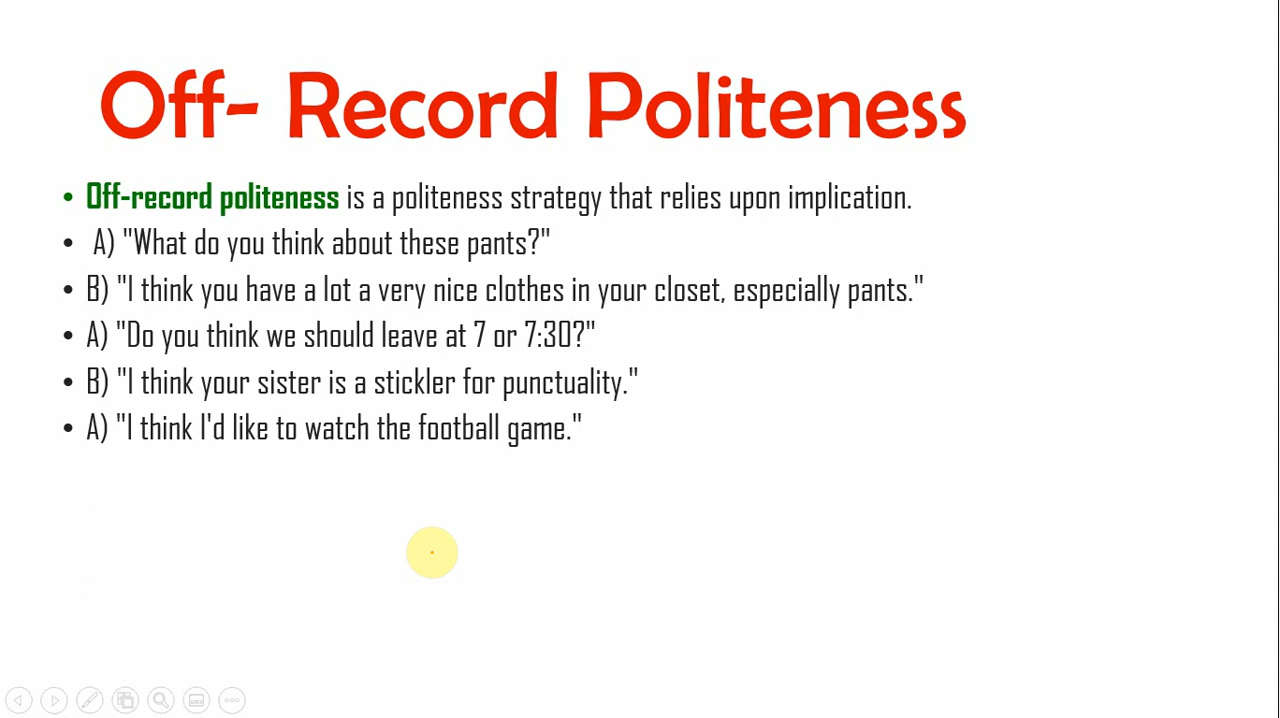 Off- Record Politeness
• Off-record politeness is a politeness strategy that relies upon implication.
• A) "What do you think about these pants?"
• B) "I think you have a lot a very nice clothes in your closet, especially pants."
• A) "Do you think we should leave at 7 or 7:30?"
• B) "I think your sister is a stickler for punctuality."
• A) "I think I'd like to watch the football game."